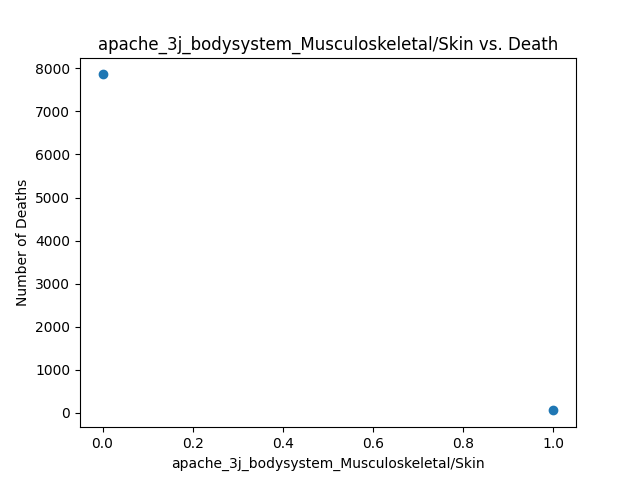 apache_3j_bodysystem_Musculoskeletal/Skin vs. Death
8000
7000
6000
5000
4000
3000
2000
1000
0
Number of Deaths
0.0 0.2 0.4 0.6 0.8 1.0
apache_3j_bodysystem_Musculoskeletal/Skin